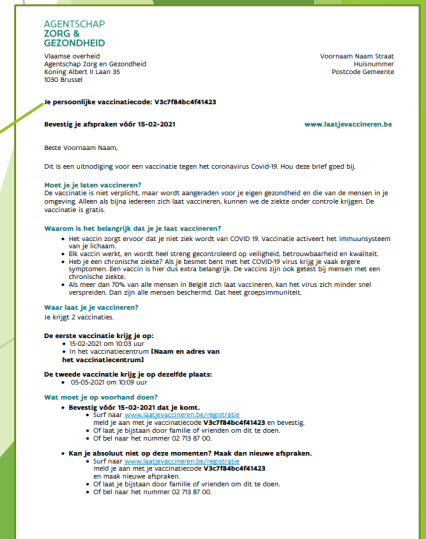 AGENTSCHAP
ZORG &
GEZONDHEID
Vlaamse overheid
Agentschap Zorg en Gezondheid
Koning Albert II Laan 35
1030 Brussel
Voornaam Naam Straat
Huisnummer
Postcode Gemeente
Je persoonlijke vaccinatiecode: V3c7f84bc4f41423
Bevestig je afspraken vóór 15-02-2021
www.laatjevaccineren.be
Beste Voornaam Naam,
Dit is een uitnodiging voor een vaccinatie tegen het coronavirus Covid-19. Hou deze brief goed bij.
Moet je je laten vaccineren?
De vaccinatie is niet verplicht, maar wordt aangeraden voor je eigen gezondheid en die van de mensen in je
omgeving. Alleen als bijna iedereen zich laat vaccineren, kunnen we de ziekte onder controle krijgen. De
vaccinatie is gratis.
Waarom is het belangrijk dat je je laat vaccineren?
• Het vaccin zorgt ervoor dat je niet ziek wordt van COVID 19. Vaccinatie activeert het immuunsysteem
van je lichaam.
• Elk vaccin werkt, en wordt heel streng gecontroleerd op veiligheid, betrouwbaarheid en kwaliteit.
• Heb je een chronische ziekte? Als je besmet bent met het COVID-19 virus krijg je vaak ergere
symptomen. Een vaccin is hier dus extra belangrijk. De vaccins zijn ook getest bij mensen met een
chronische ziekte.
• Als meer dan 70% van alle mensen in België zich laat vaccineren, kan het virus zich minder snel
verspreiden. Dan zijn alle mensen beschermd. Dat heet groepsimmuniteit.
Waar laat je je vaccineren?
Je krijgt 2 vaccinaties.
De eerste vaccinatie krijg je op:
• 15-02-2021 om 10:03 uur
• In het vaccinatiecentrum [Naam en adres van
het vaccinatiecentrum]
De tweede vaccinatie krijg je op dezelfde plaats:
• 05-05-2021 om 10:09 uur
Wat moet je op voorhand doen?
• Bevestig vóór 15-02-2021 dat je komt.
• Surf naar www.laatjevaccineren.be/registratie
meld je aan met je vaccinatiecode V3c7f84bc4f41423 en bevestig.
• Of laat je bijstaan door familie of vrienden om dit te doen.
• Of bel naar het nummer 02 713 87 00.
• Kan je absoluut niet op deze momenten? Maak dan nieuwe afspraken.
• Surf naar www.laatjevaccineren.be/registratie
meld je aan met je vaccinatiecode V3c7f84bc4f41423
en maak nieuwe afspraken.
• Of laat je bijstaan door familie of vrienden om dit te doen.
• Of bel naar het nummer 02 713 87 00.